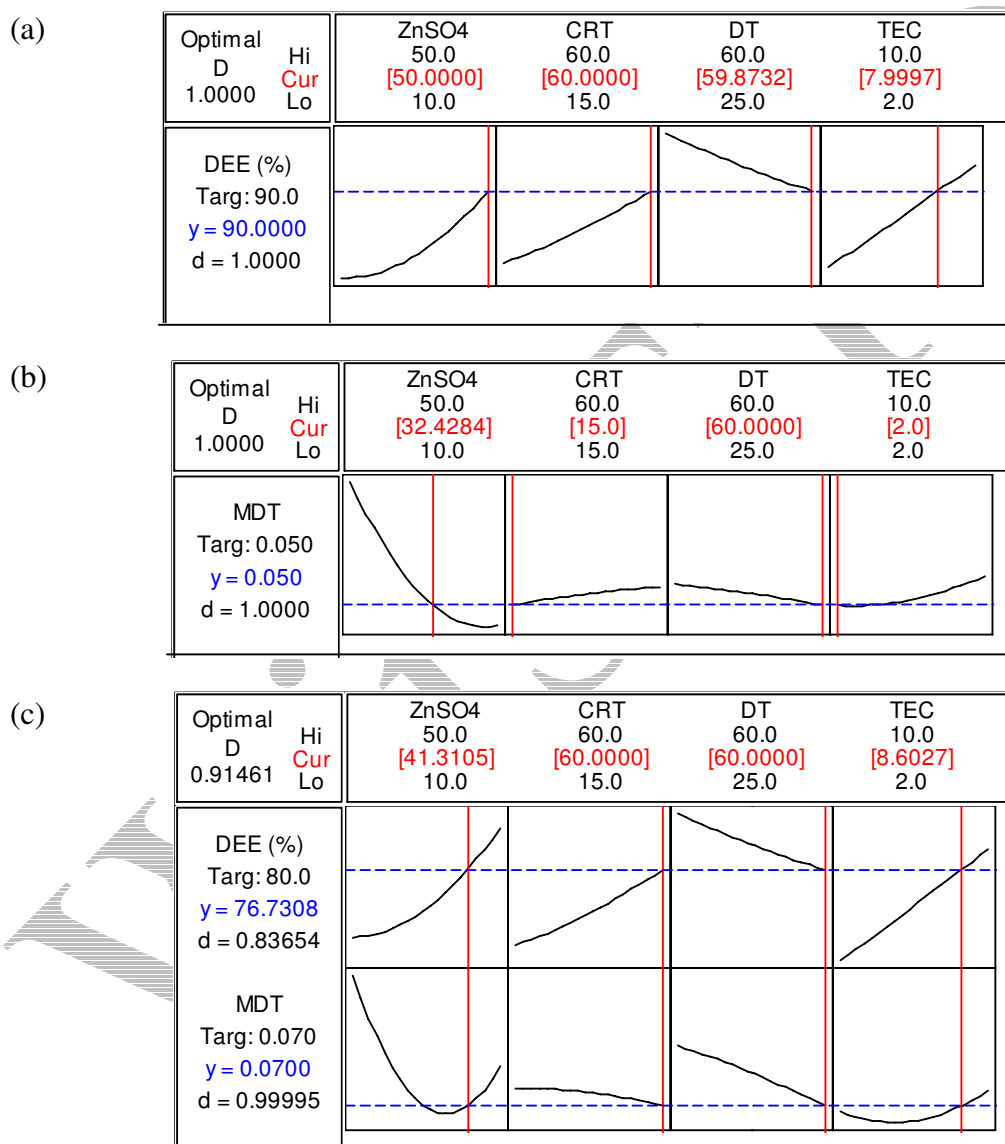 (a)
Optimal
D
1.0000
Hi
Cur
Lo
ZnSO4
50.0
[50.0000]
10.0
CRT
60.0
[60.0000]
15.0
DT
60.0
[59.8732]
25.0
TEC
10.0
[7.9997]
2.0
DEE (%)
Targ: 90.0
y = 90.0000
d = 1.0000
(b)
Optimal
D
1.0000
Hi
Cur
Lo
ZnSO4
50.0
[32.4284]
10.0
CRT
60.0
[15.0]
15.0
DT
60.0
[60.0000]
25.0
TEC
10.0
[2.0]
2.0
MDT
Targ: 0.050
y = 0.050
d = 1.0000
(c)
Optimal
D
0.91461
Hi
Cur
Lo
ZnSO4
50.0
[41.3105]
10.0
CRT
60.0
[60.0000]
15.0
DT
60.0
[60.0000]
25.0
TEC
10.0
[8.6027]
2.0
DEE (%)
Targ: 80.0
y = 76.7308
d = 0.83654
MDT
Targ: 0.070
y = 0.0700
d = 0.99995